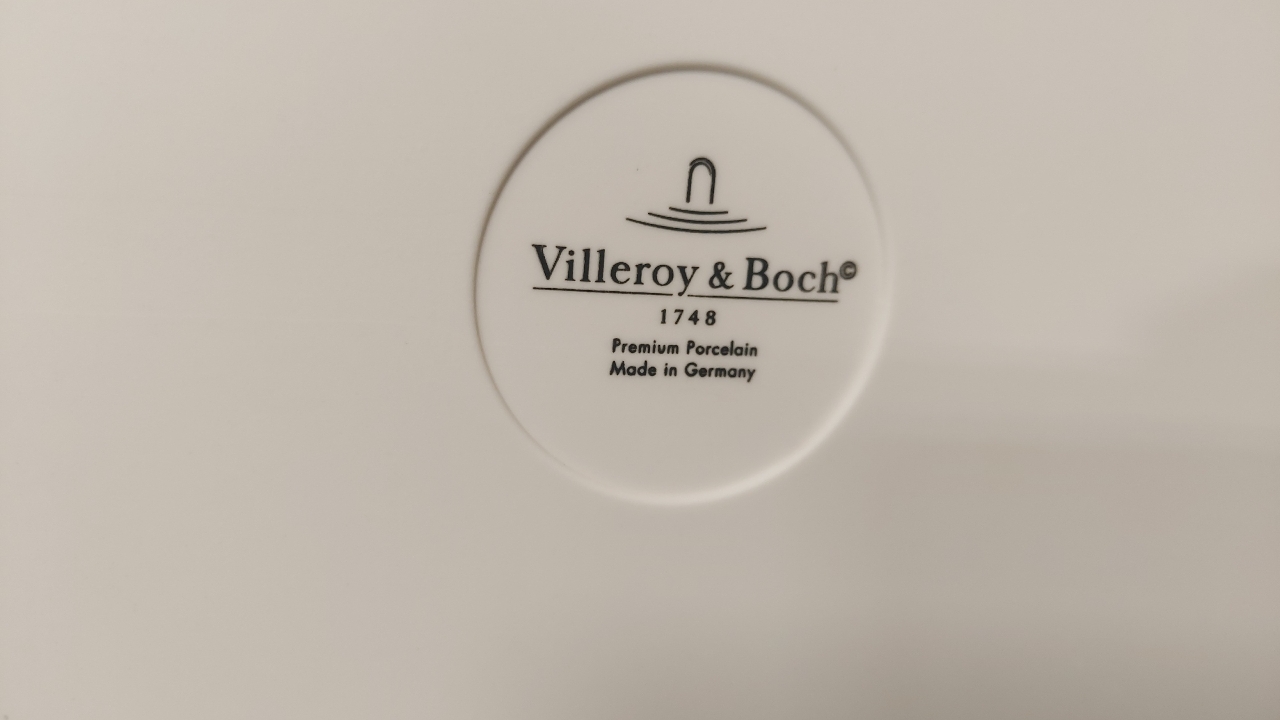 Villeroy & Boch©
1748
Premium Porcelain
Made in Germany